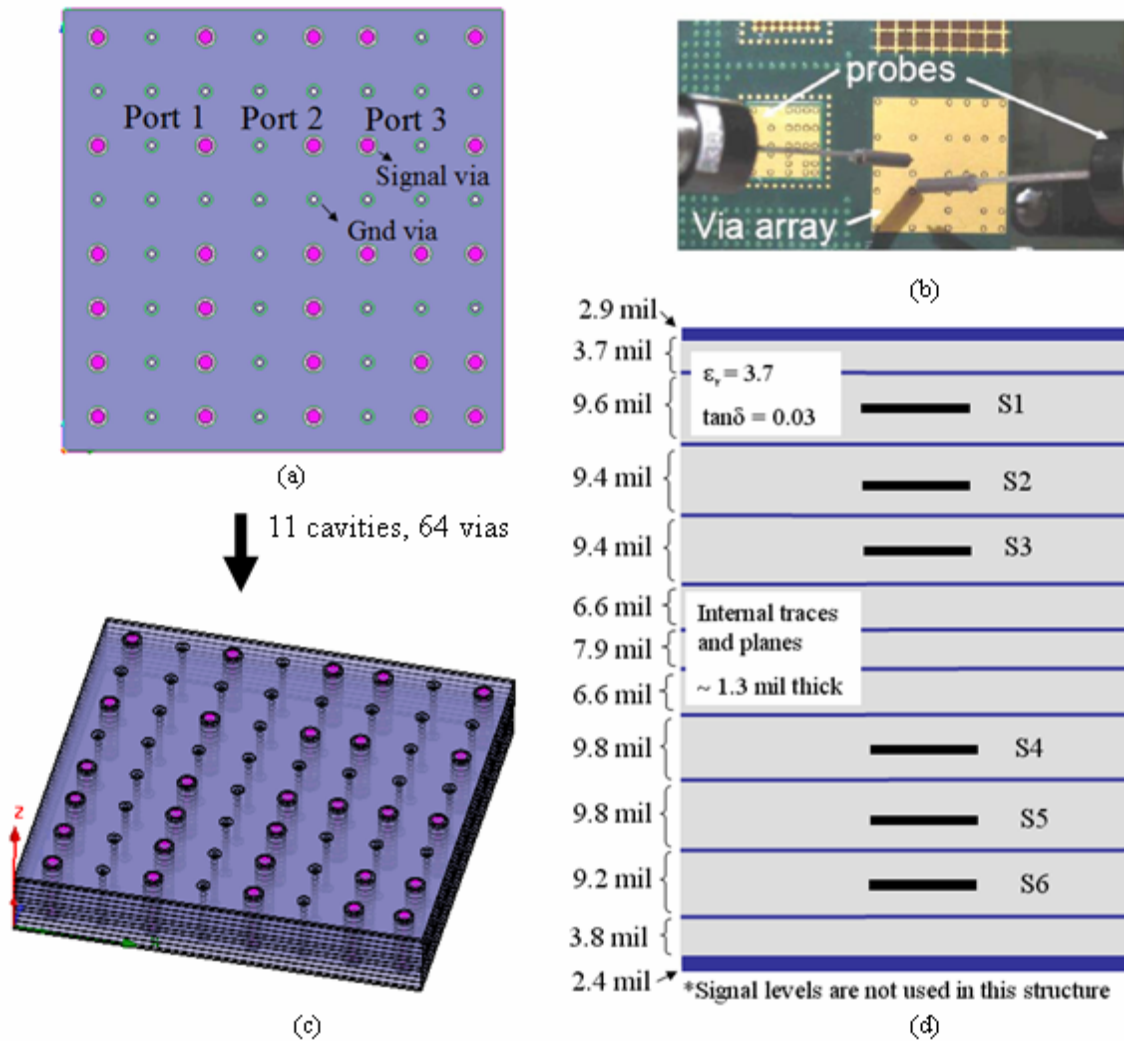 Port 1
Port 2
Port 3
Signal via
Gnd via
(a)
probes
Via array
(b)
11 cavities, 64 vias
z
(c)
2.9 mil
3.7 mil
9.6 mil
9.4 mil
9.4 mil
6.6 mil
7.9 mil
6.6 mil
9.8 mil
9.8 mil
9.2 mil
3.8 mil
2.4 mil
εᵣ = 3.7
tanδ = 0.03
S1
S2
S3
Internal traces
and planes
~ 1.3 mil thick
S4
S5
S6
*Signal levels are not used in this structure
(d)